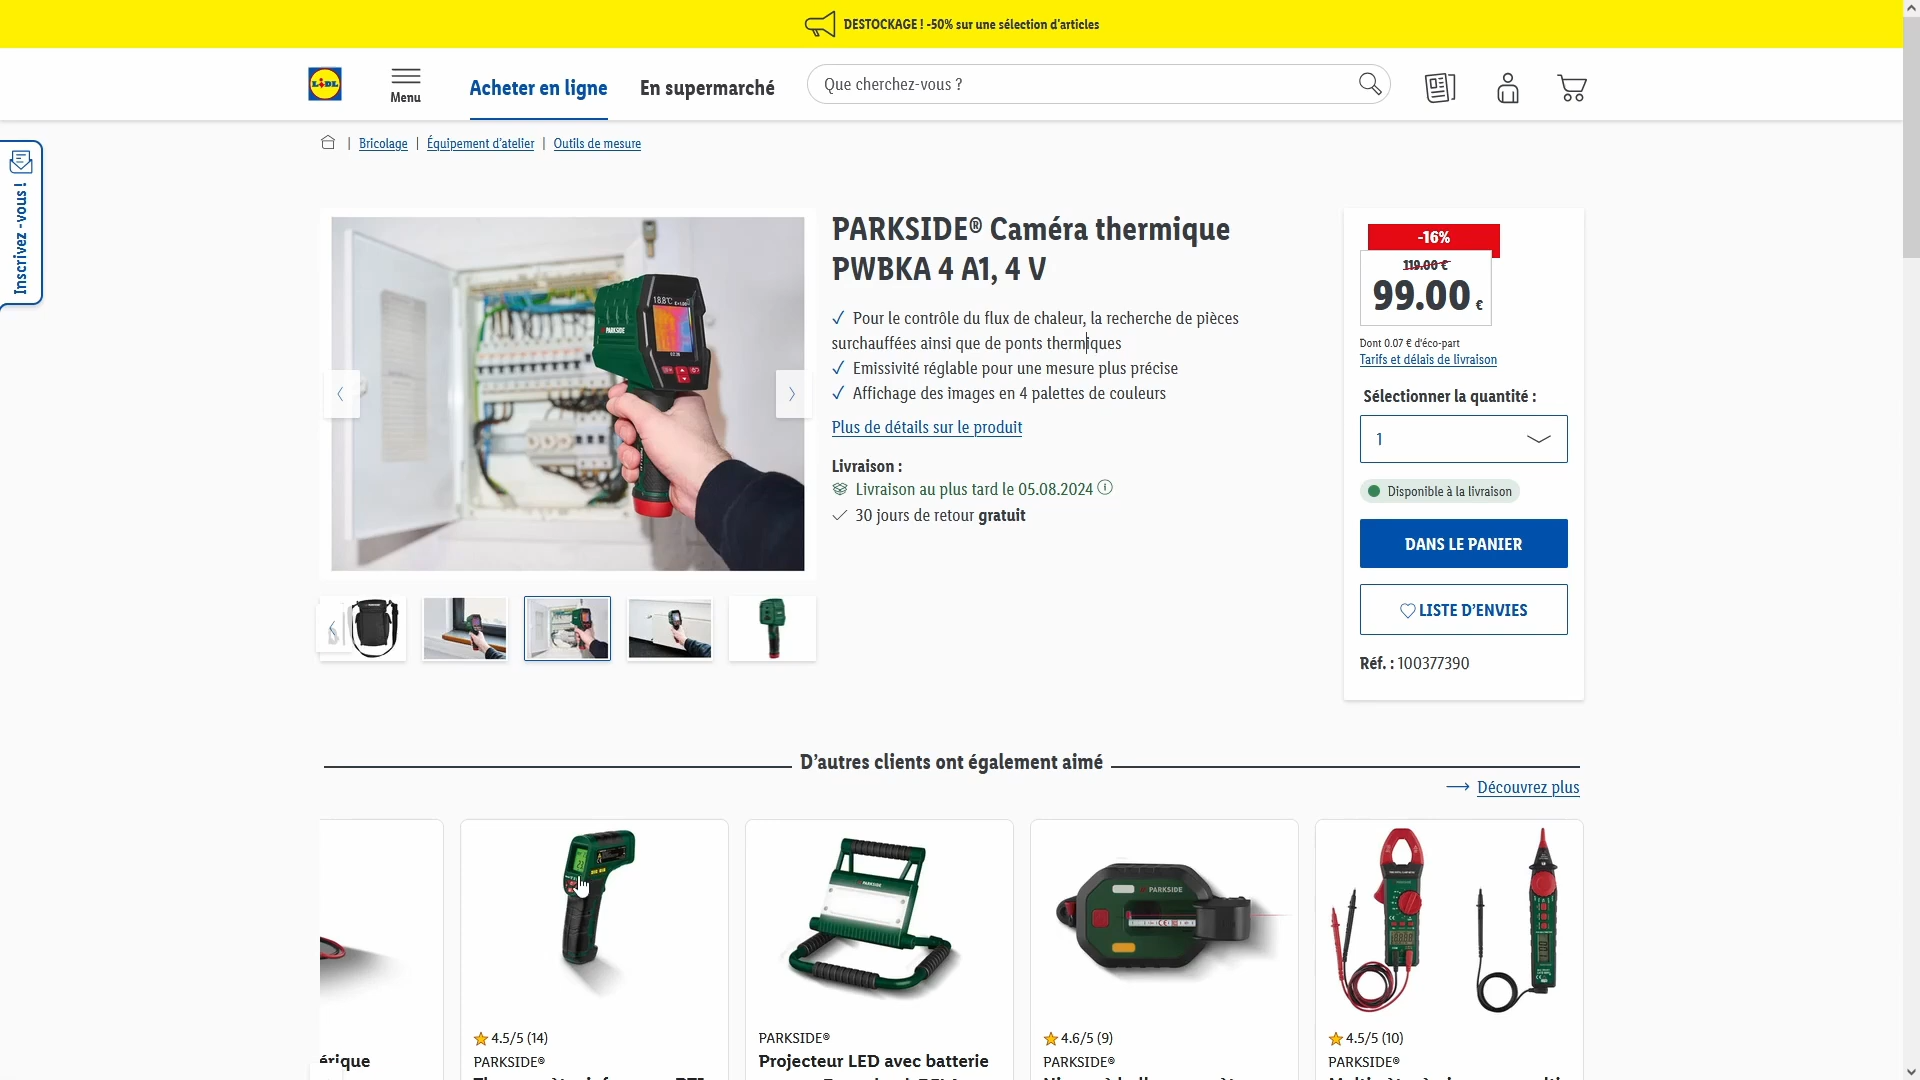 DESTOCKAGE ! -50% sur une sélection d'articles
LiDL
Menu
Acheter en ligne
En supermarché
Que cherchez-vous ?
Inscrivez -vous !
| Bricolage | Équipement d'atelier | Outils de mesure
PARKSIDE® Caméra thermique
PWBKA 4 A1, 4 V
Pour le contrôle du flux de chaleur, la recherche de pièces
surchauffées ainsi que de ponts thermiques
Emissivité réglable pour une mesure plus précise
Affichage des images en 4 palettes de couleurs
Plus de détails sur le produit
Livraison :
Livraison au plus tard le 05.08.2024
30 jours de retour gratuit
18.8°C
PARKSIDE
-16%
119.00 €
99.00 €
Dont 0.07 € d'éco-part
Tarifs et délais de livraison
Sélectionner la quantité :
1
Disponible à la livraison
DANS LE PANIER
LISTE D'ENVIES
Réf. : 100377390
D'autres clients ont également aimé
Découvrez plus
PARKSIDE
PARKSIDE
érique
4.5/5 (14)
PARKSIDE®
PARKSIDE®
Projecteur LED avec batterie
4.6/5 (9)
PARKSIDE®
4.5/5 (10)
PARKSIDE®